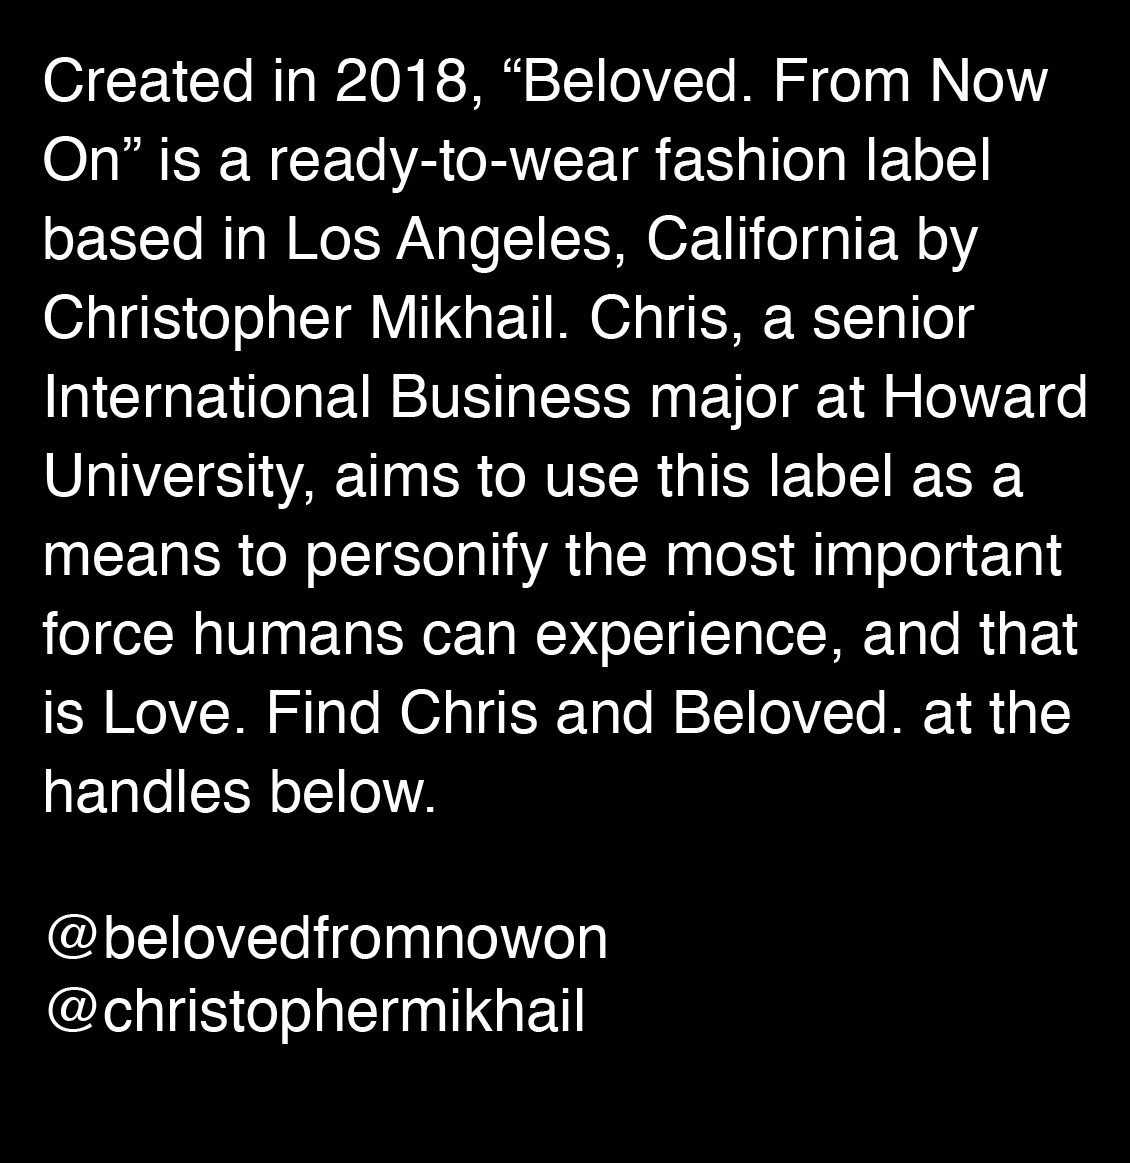 Created in 2018, “Beloved. From Now
On” is a ready-to-wear fashion label
based in Los Angeles, California by
Christopher Mikhail. Chris, a senior
International Business major at Howard
University, aims to use this label as a
means to personify the most important
force humans can experience, and that
is Love. Find Chris and Beloved. at the
handles below.
@belovedfromnowon
@christophermikhail